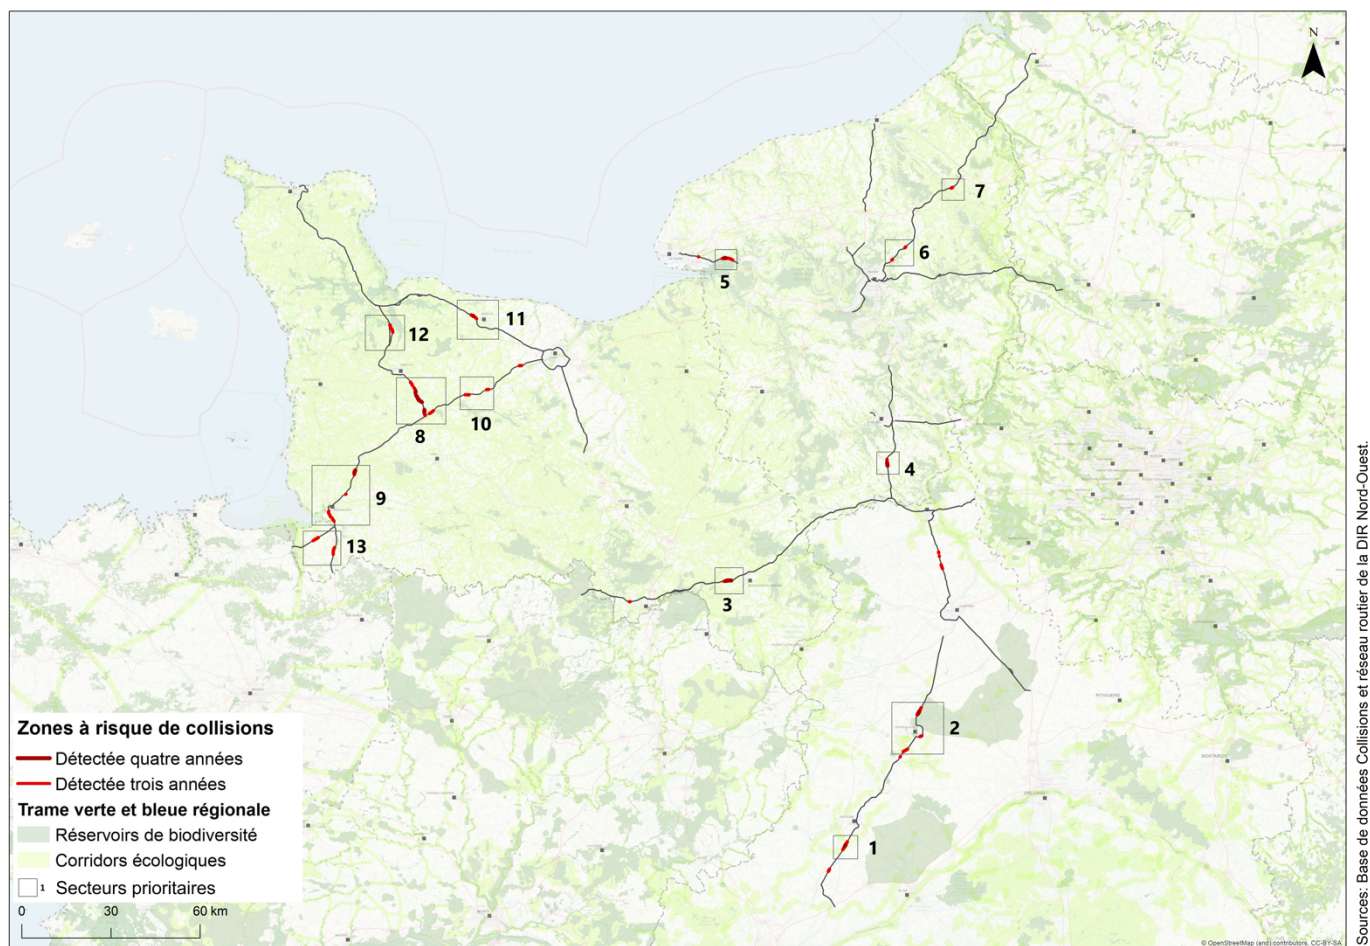 N
7
6
5
11
12
8
10
4
9
13
3
2
1
Zones à risque de collisions
Détectée quatre années
Détectée trois années
Trame verte et bleue régionale
Réservoirs de biodiversité
Corridors écologiques
1 Secteurs prioritaires
0 30 60 km
© OpenStreetMap (and) contributors, CC-BY-SA
Sources: Base de données Collisions et réseau routier de la DIR Nord-Ouest.